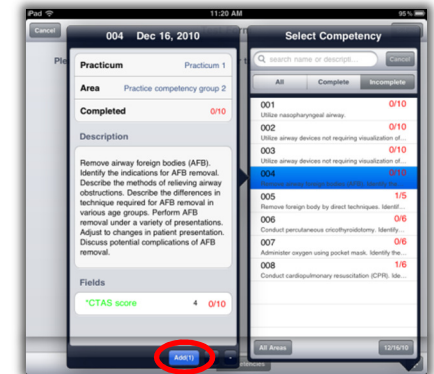 iPad
11:20 AM
95%
Cancel
004 Dec 16, 2010
Select Competency
Ple
Practicum Practicum 1
Area Practice competency group 2
Completed 0/10
Description
Remove airway foreign bodies (AFB).
Identify the indications for AFB removal.
Describe the methods of relieving airway
obstructions. Describe the differences in
technique required for AFB removal in
various age groups. Perform AFB
removal under a variety of presentations.
Adjust to changes in patient presentation.
Discuss potential complications of AFB
removal.
Fields
*CTAS score 4 0/10
Add(1)
search name or descripti...
Cancel
All Complete Incomplete
001 0/10
Utilize nasopharyngeal airway.
002 0/10
Utilize airway devices not requiring visualization of...
003 0/10
Utilize airway devices not requiring visualization of...
004 0/10
005 1/5
Remove foreign body by direct techniques. Identif...
006 0/6
Conduct percutaneous cricothyroidotomy. Identify...
007 0/6
Administer oxygen using pocket mask. Identify the...
008 1/6
Conduct cardiopulmonary resuscitation (CPR). Ide...
All Areas
12/16/10